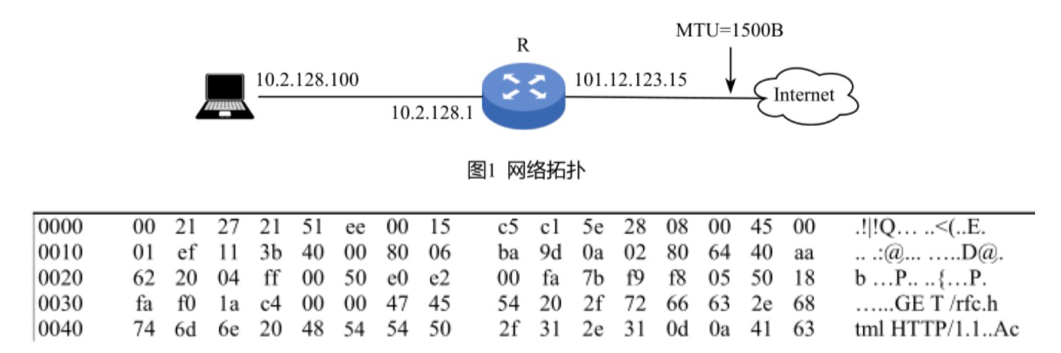 MTU=1500B
R
10.2.128.100
101.12.123.15
Internet
10.2.128.1
图1 网络拓扑
0000 00 21 27 21 51 ee 00 15 c5 c1 5e 28 08 00 45 00 .!|!Q... ..<(..E.
0010 01 ef 11 3b 40 00 80 06 ba 9d 0a 02 80 64 40 aa .. .:@... .....D@.
0020 62 20 04 ff 00 50 e0 e2 00 fa 7b f9 f8 05 50 18 b ...P.. ..{...P.
0030 fa f0 1a c4 00 00 47 45 54 20 2f 72 66 63 2e 68 ......GE T /rfc.h
0040 74 6d 6e 20 48 54 54 50 2f 31 2e 31 0d 0a 41 63 tml HTTP/1.1..Ac